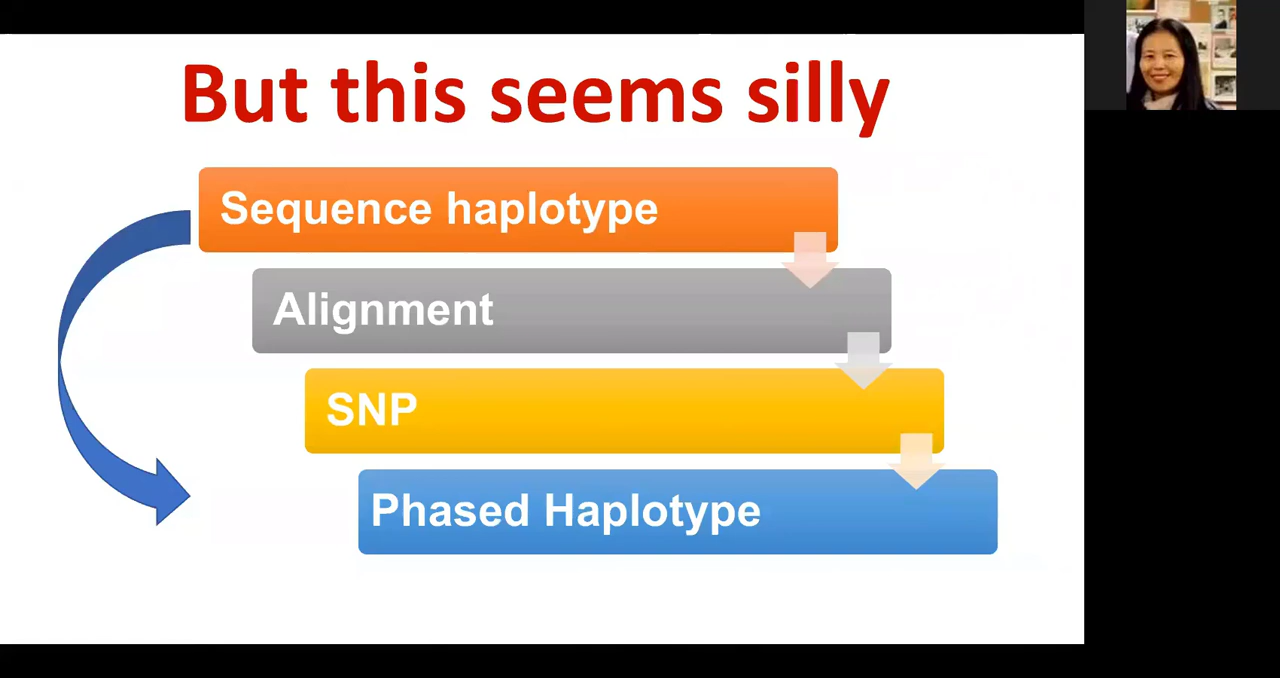 But this seems silly
Sequence haplotype
Alignment
SNP
Phased Haplotype